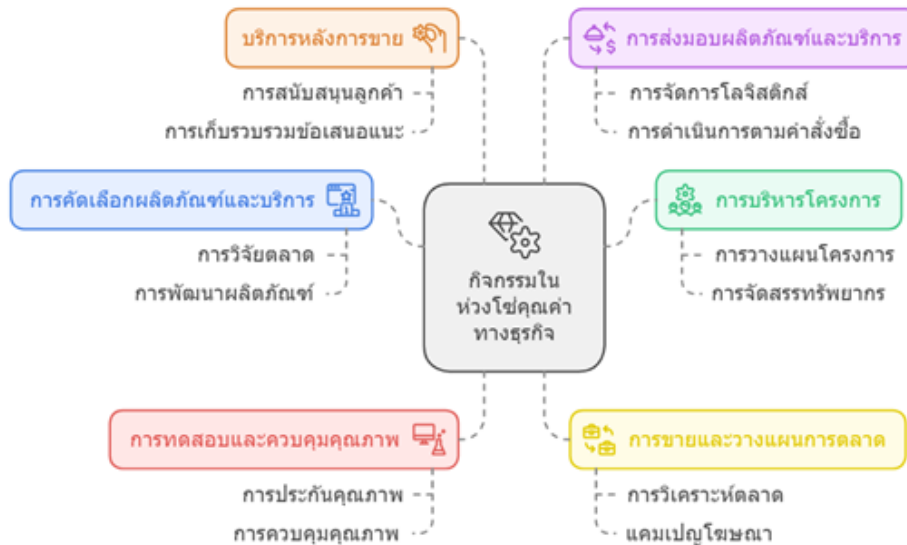 บริการหลังการขาย
การสนับสนุนลูกค้า
การเก็บรวบรวมข้อเสนอแนะ
การส่งมอบผลิตภัณฑ์และบริการ
การจัดการโลจิสติกส์
การดำเนินการตามคำสั่งซื้อ
การคัดเลือกผลิตภัณฑ์และบริการ
การวิจัยตลาด
การพัฒนาผลิตภัณฑ์
กิจกรรมใน
ห่วงโซ่คุณค่า
ทางธุรกิจ
การบริหารโครงการ
การวางแผนโครงการ
การจัดสรรทรัพยากร
การทดสอบและควบคุมคุณภาพ
การประกันคุณภาพ
การควบคุมคุณภาพ
การขายและวางแผนการตลาด
การวิเคราะห์ตลาด
แคมเปญโฆษณา